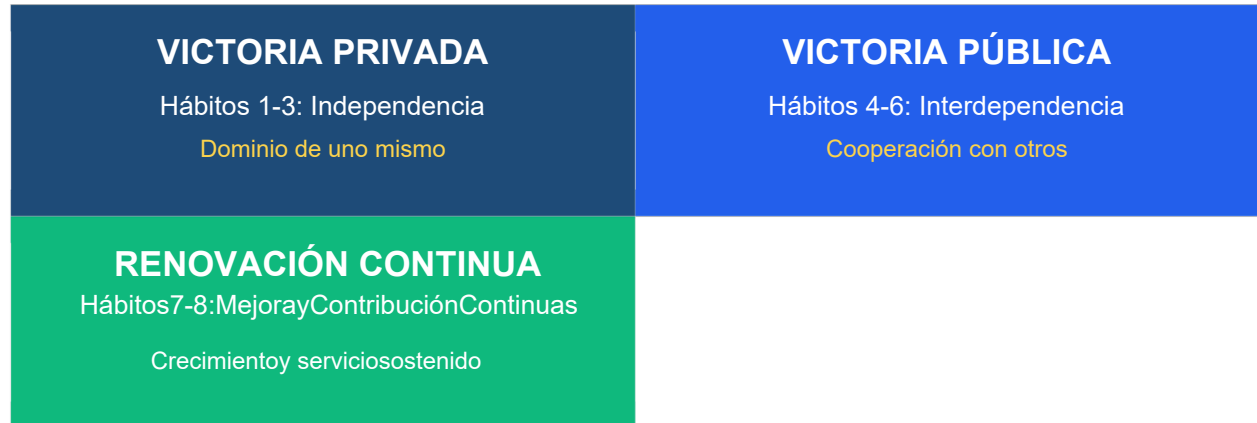 VICTORIA PRIVADA
Hábitos 1-3: Independencia
Dominio de uno mismo
VICTORIA PÚBLICA
Hábitos 4-6: Interdependencia
Cooperación con otros
RENOVACIÓN CONTINUA
Hábitos7-8:MejorayContribuciónContinuas
Crecimientoy serviciosostenido